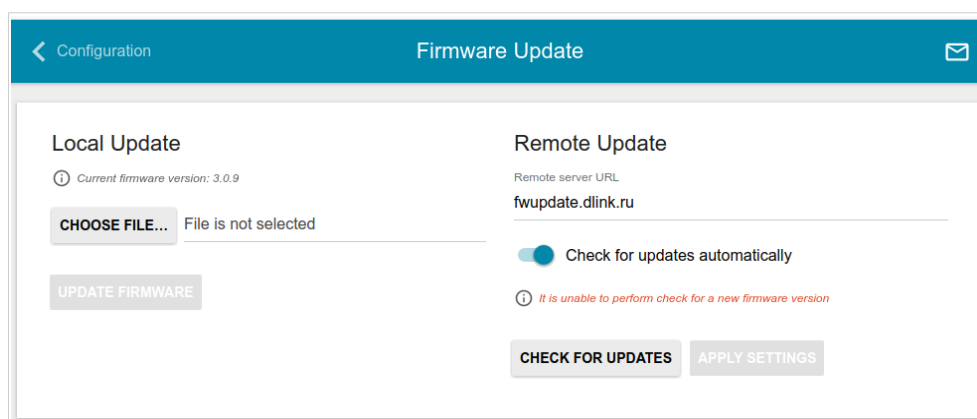 Configuration
Firmware Update
Local Update
Current firmware version: 3.0.9
CHOOSE FILE...
File is not selected
UPDATE FIRMWARE
Remote Update
Remote server URL
fwupdate.dlink.ru
Check for updates automatically
It is unable to perform check for a new firmware version
CHECK FOR UPDATES
APPLY SETTINGS